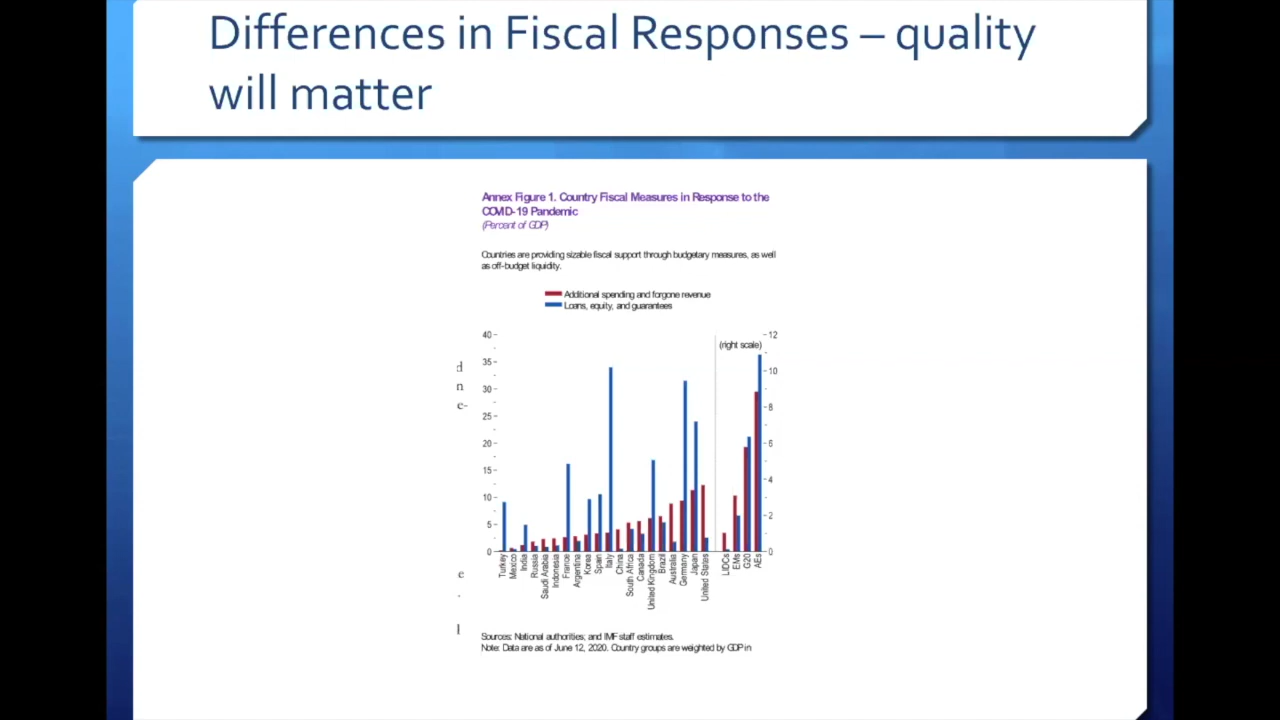 Differences in Fiscal Responses – quality
will matter
Annex Figure 1. Country Fiscal Measures in Response to the
COVID-19 Pandemic
(Percent of GDP)
Countries are providing sizable fiscal support through budgetary measures, as well
as off-budget liquidity.
Additional spending and forgone revenue
Loans, equity, and guarantees
40
35
30
25
20
15
10
5
0
(right scale)
12
10
8
6
4
2
0
d
n
e-
e
.
l
Turkey
Mexico
India
Russia
Saudi Arabia
Indonesia
France
Argentina
Korea
Spain
Italy
China
South Africa
Canada
United Kingdom
Brazil
Australia
Germany
Japan
United States
LIDCs
EMs
G20
AEs
Sources: National authorities; and IMF staff estimates.
Note: Data are as of June 12, 2020. Country groups are weighted by GDP in